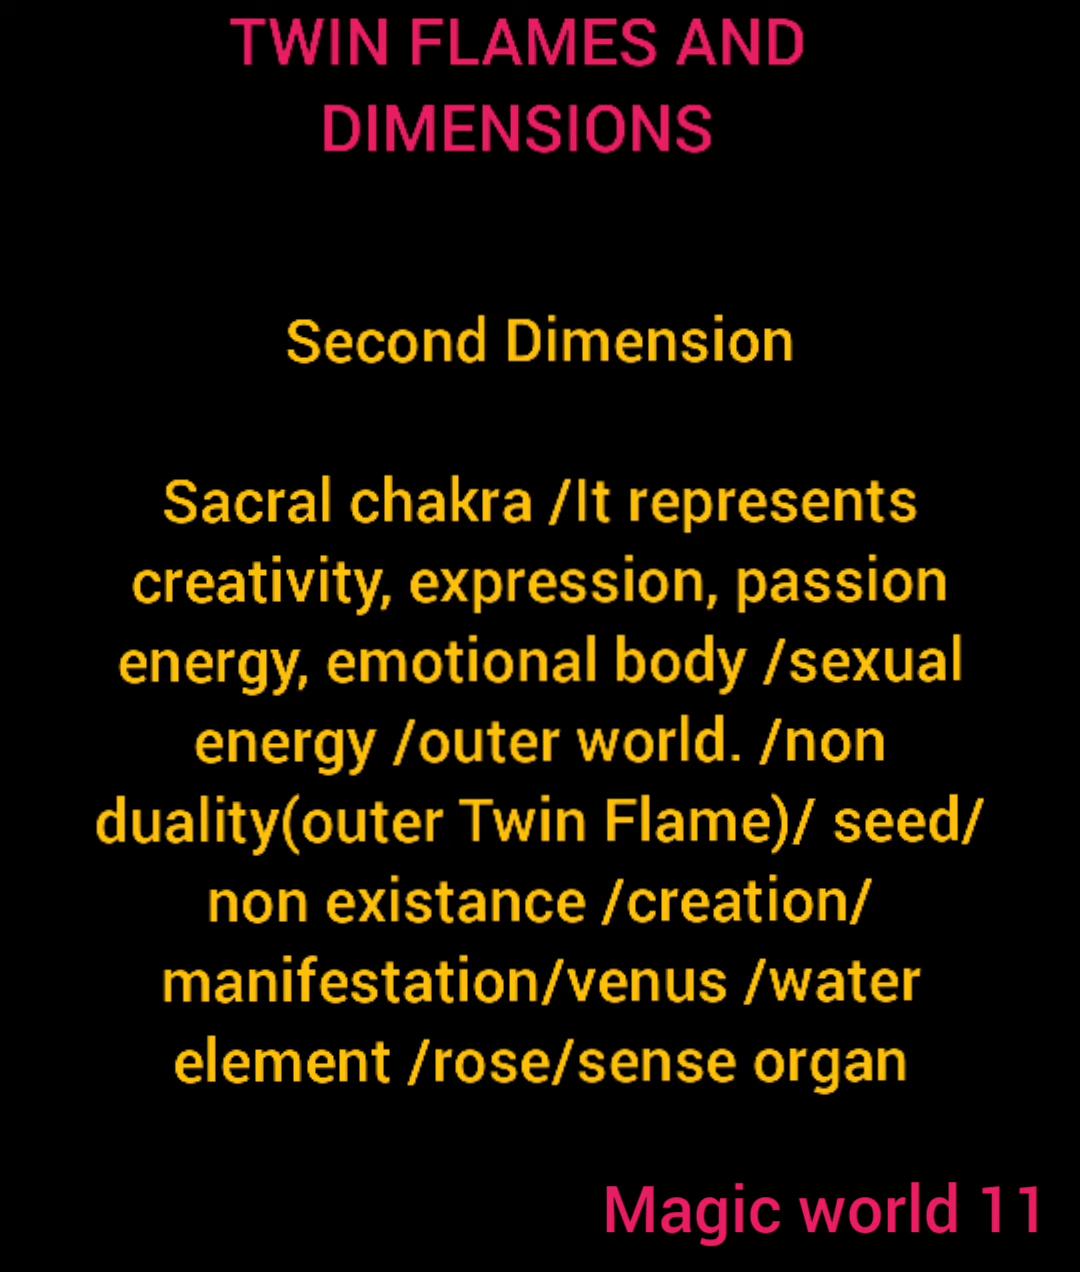 TWIN FLAMES AND
DIMENSIONS
Second Dimension
Sacral chakra /It represents
creativity, expression, passion
energy, emotional body /sexual
energy /outer world. /non
duality(outer Twin Flame)/ seed/
non existance /creation/
manifestation/venus /water
element /rose/sense organ
Magic world 11